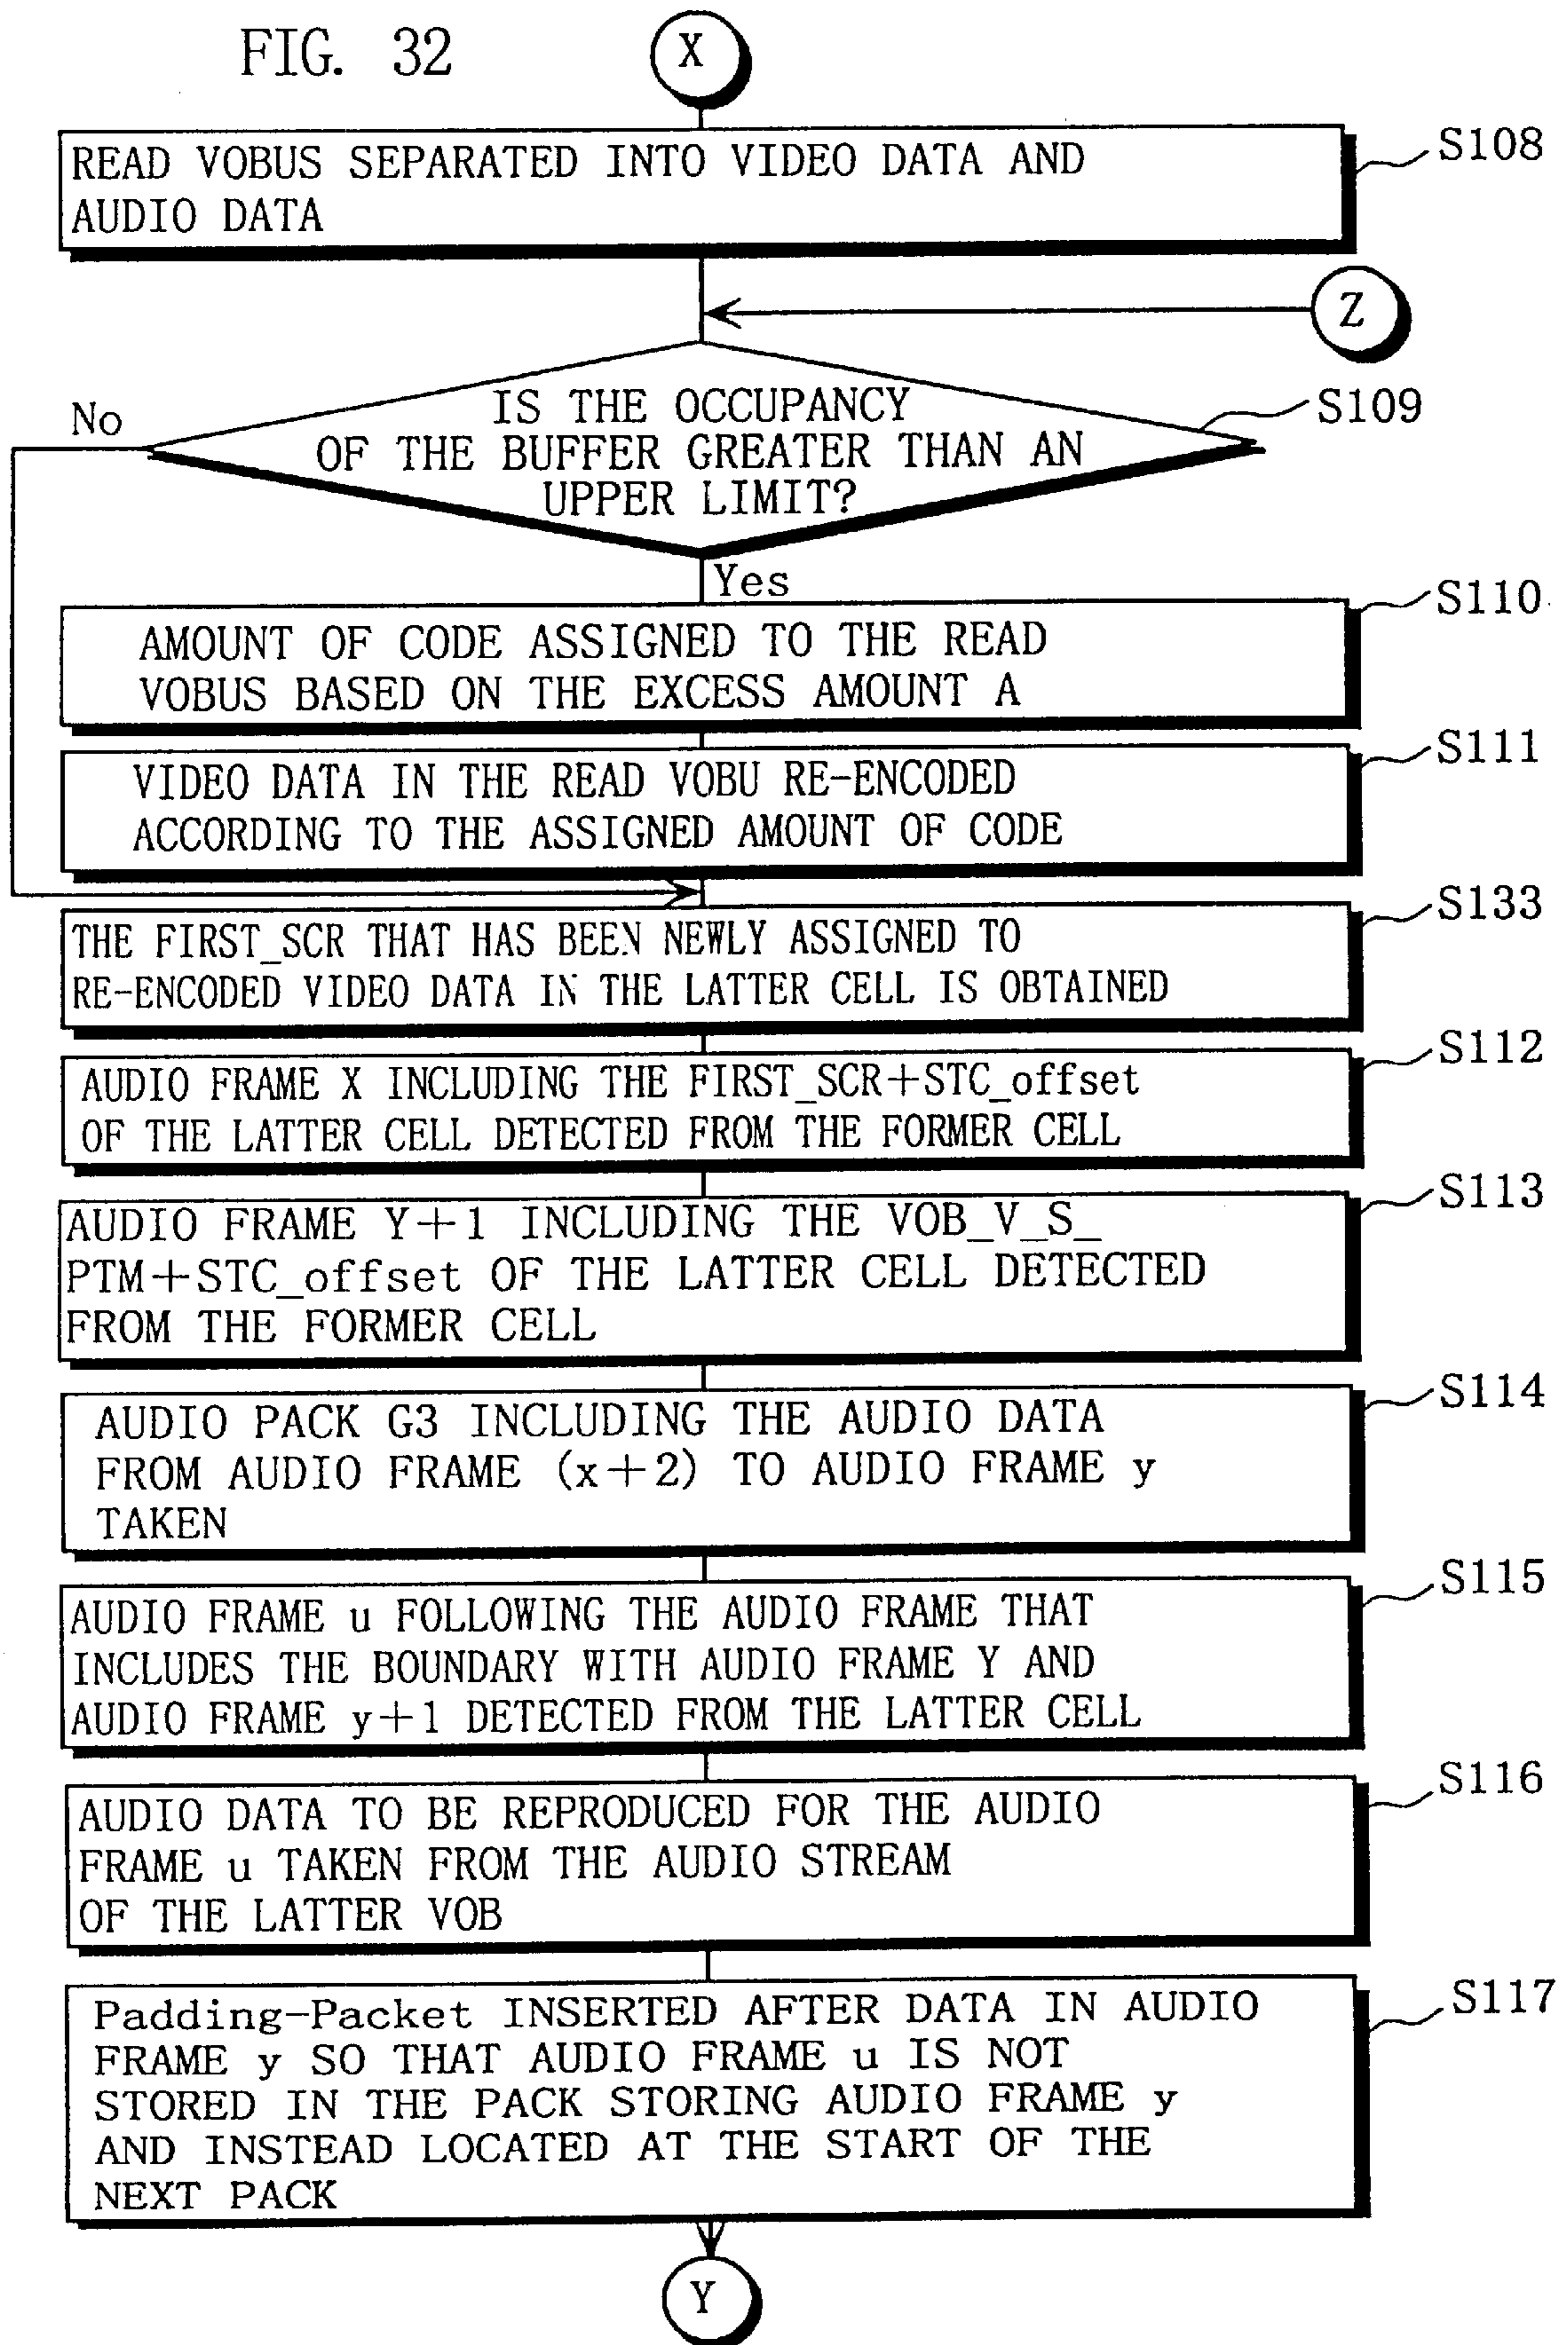 FIG. 32
X
READ VOBUS SEPARATED INTO VIDEO DATA AND
AUDIO DATA
S108
Z
IS THE OCCUPANCY
OF THE BUFFER GREATER THAN AN
UPPER LIMIT?
S109
No
Yes
AMOUNT OF CODE ASSIGNED TO THE READ
VOBUS BASED ON THE EXCESS AMOUNT A
S110
VIDEO DATA IN THE READ VOBU RE-ENCODED
ACCORDING TO THE ASSIGNED AMOUNT OF CODE
S111
THE FIRST_SCR THAT HAS BEEN NEWLY ASSIGNED TO
RE-ENCODED VIDEO DATA IN THE LATTER CELL IS OBTAINED
S133
AUDIO FRAME X INCLUDING THE FIRST_SCR+STC_offset
OF THE LATTER CELL DETECTED FROM THE FORMER CELL
S112
AUDIO FRAME Y+1 INCLUDING THE VOB_V_S_
PTM+STC_offset OF THE LATTER CELL DETECTED
FROM THE FORMER CELL
S113
AUDIO PACK G3 INCLUDING THE AUDIO DATA
FROM AUDIO FRAME (x+2) TO AUDIO FRAME y
TAKEN
S114
AUDIO FRAME u FOLLOWING THE AUDIO FRAME THAT
INCLUDES THE BOUNDARY WITH AUDIO FRAME Y AND
AUDIO FRAME y+1 DETECTED FROM THE LATTER CELL
S115
AUDIO DATA TO BE REPRODUCED FOR THE AUDIO
FRAME u TAKEN FROM THE AUDIO STREAM
OF THE LATTER VOB
S116
Padding-Packet INSERTED AFTER DATA IN AUDIO
FRAME y SO THAT AUDIO FRAME u IS NOT
STORED IN THE PACK STORING AUDIO FRAME y
AND INSTEAD LOCATED AT THE START OF THE
NEXT PACK
S117
Y